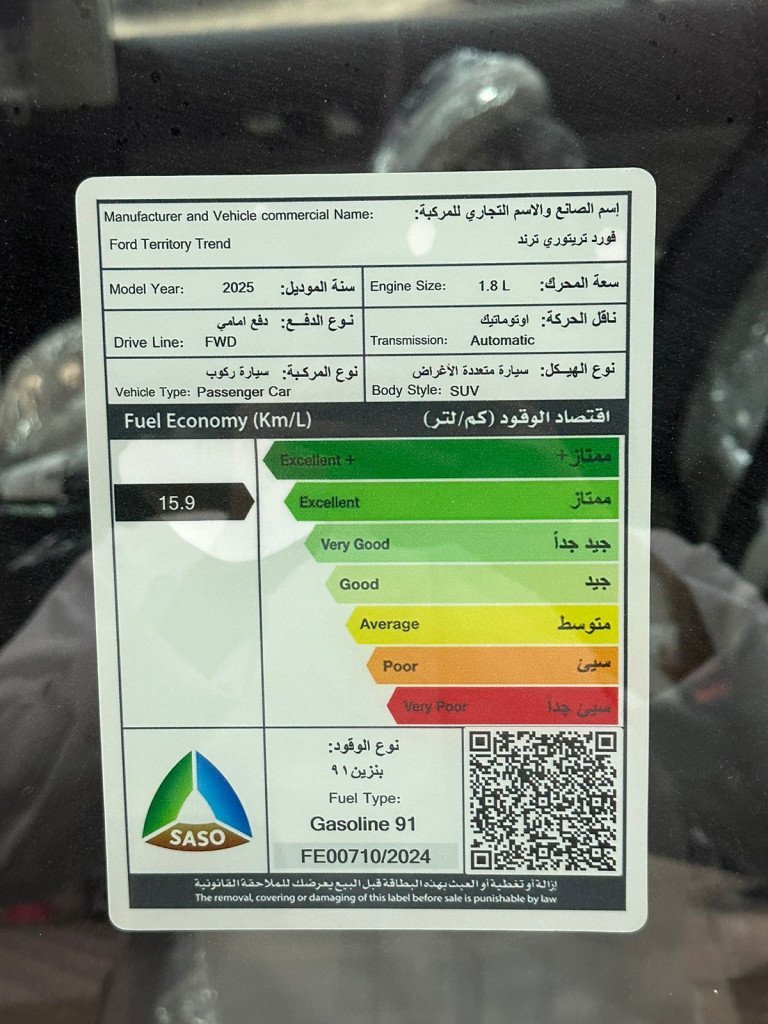 Manufacturer and Vehicle commercial Name: إسم الصانع والاسم التجاري للمركبة:
Ford Territory Trend فورد تريتوري ترند
Model Year: 2025 سنة الموديل:
Engine Size: 1.8 L سعة المحرك:
نـوع الدفــع: دفع امامي
Drive Line: FWD
ناقل الحركة: اوتوماتيك
Transmission: Automatic
نوع المركبة: سيارة ركوب
Vehicle Type: Passenger Car
نوع الهيكل: سيارة متعددة الأغراض
Body Style: SUV
Fuel Economy (Km/L) اقتصاد الوقود (كم/لتر)
Excellent + ممتاز+
15.9
Excellent ممتاز
Very Good جيد جداً
Good جيد
Average متوسط
Poor سيئ
Very Poor سيئ جداً
SASO
نوع الوقود:
بنزين ٩١
Fuel Type:
Gasoline 91
FE00710/2024
إزالة أو تغطية أو العبث بهذه البطاقة قبل البيع يعرضك للملاحقة القانونية
The removal, covering or damaging of this label before sale is punishable by law